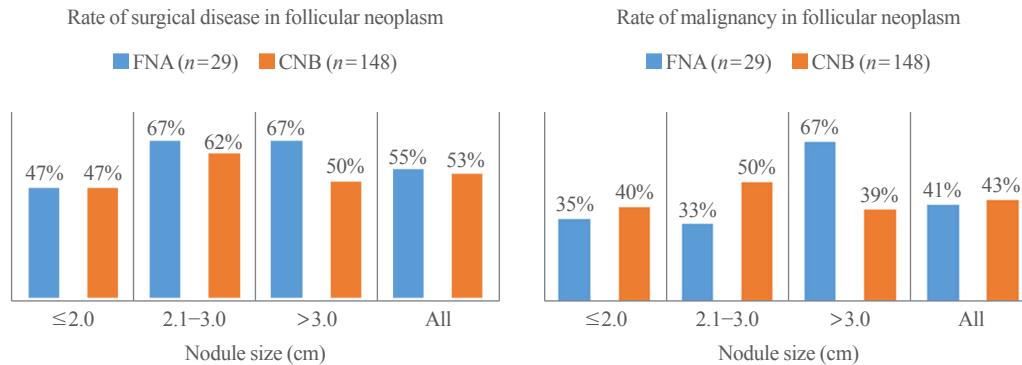 Rate of surgical disease in follicular neoplasm
FNA (n=29) CNB (n=148)
67% 67%
62%
55% 53%
50%
47% 47%
≤2.0 2.1−3.0 >3.0 All
Nodule size (cm)
Rate of malignancy in follicular neoplasm
FNA (n=29) CNB (n=148)
67%
50%
35% 40% 33% 39% 41% 43%
≤2.0 2.1−3.0 >3.0 All
Nodule size (cm)